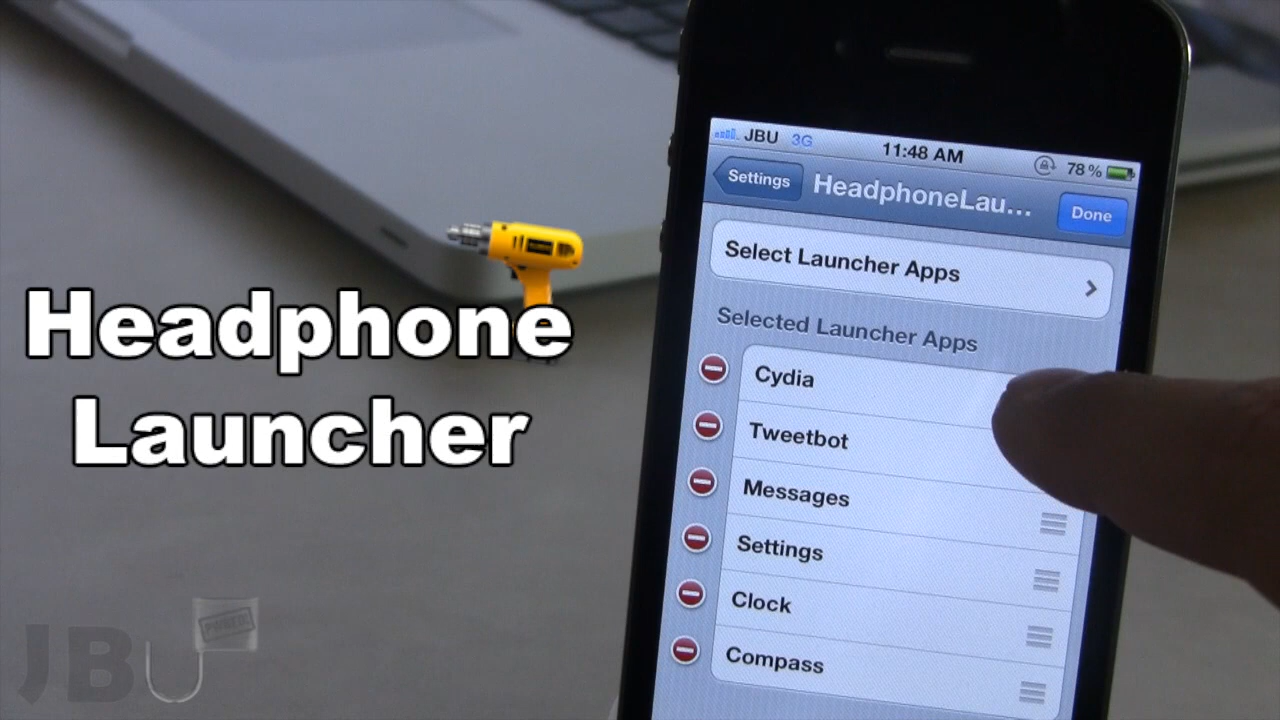 Headphone
Launcher
JBU
JBU 3G 11:48 AM 78%
Settings HeadphoneLau... Done
Select Launcher Apps
Selected Launcher Apps
Cydia
Tweetbot
Messages
Settings
Clock
Compass